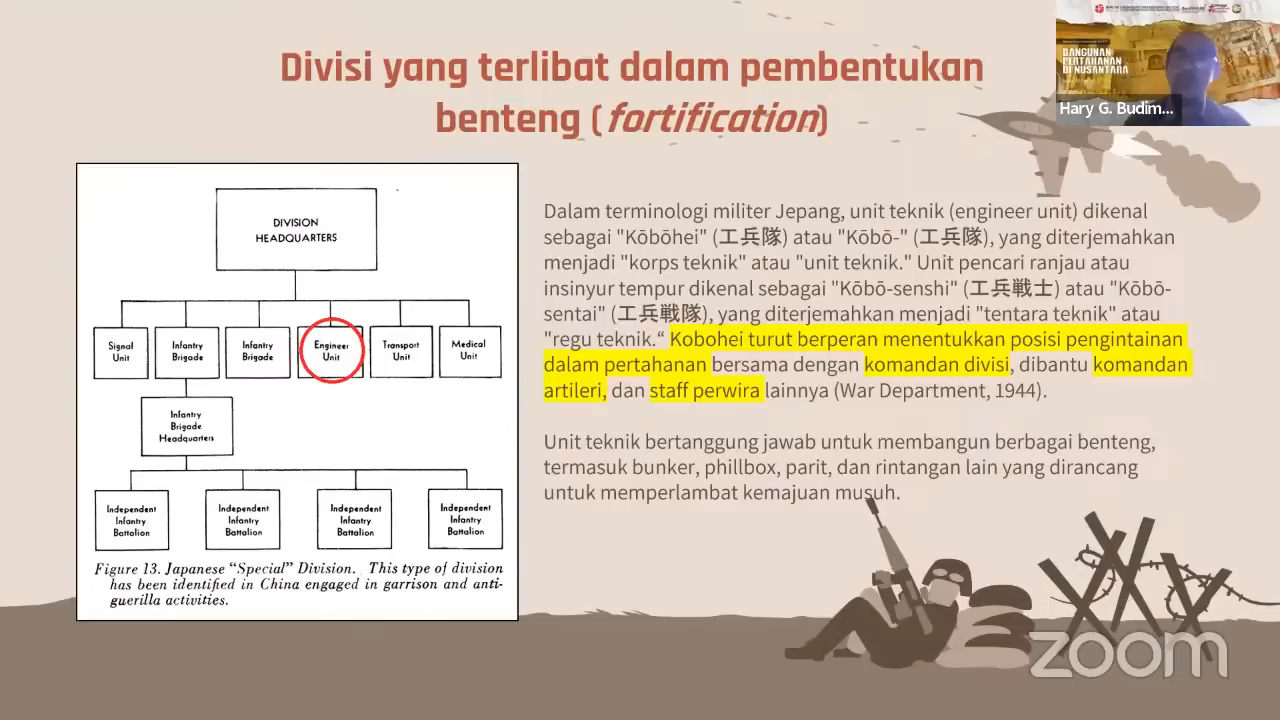 Divisi yang terlibat dalam pembentukan
benteng (fortification)
BANGUNAN
PERTAHANAN
DI NUSANTARA
Hary G. Budim...
DIVISION
HEADQUARTERS
Signal
Unit
Infantry
Brigade
Infantry
Brigade
Engineer
Unit
Transport
Unit
Medical
Unit
Infantry
Brigade
Headquarters
Independent
Infantry
Battalion
Independent
Infantry
Battalion
Independent
Infantry
Battalion
Independent
Infantry
Battalion
Figure 13. Japanese “Special” Division. This type of division
has been identified in China engaged in garrison and anti-
guerilla activities.
Dalam terminologi militer Jepang, unit teknik (engineer unit) dikenal
sebagai "Kōbōhei" (工兵隊) atau "Kōbō-" (工兵隊), yang diterjemahkan
menjadi "korps teknik" atau "unit teknik." Unit pencari ranjau atau
insinyur tempur dikenal sebagai "Kōbō-senshi" (工兵戦士) atau "Kōbō-
sentai" (工兵戦隊), yang diterjemahkan menjadi "tentara teknik" atau
"regu teknik.“ Kobohei turut berperan menentukkan posisi pengintainan
dalam pertahanan bersama dengan komandan divisi, dibantu komandan
artileri, dan staff perwira lainnya (War Department, 1944).
Unit teknik bertanggung jawab untuk membangun berbagai benteng,
termasuk bunker, phillbox, parit, dan rintangan lain yang dirancang
untuk memperlambat kemajuan musuh.
zoom